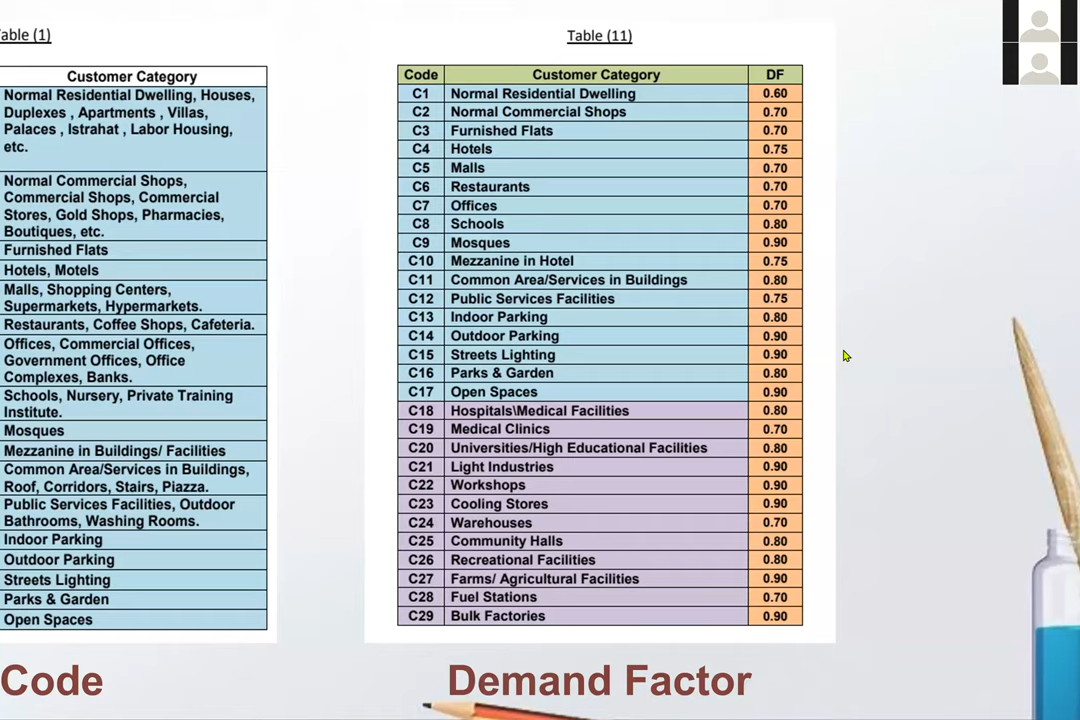 able (1)
Customer Category
Normal Residential Dwelling, Houses,
Duplexes , Apartments , Villas,
Palaces , Istrahat , Labor Housing,
etc.
Normal Commercial Shops,
Commercial Shops, Commercial
Stores, Gold Shops, Pharmacies,
Boutiques, etc.
Furnished Flats
Hotels, Motels
Malls, Shopping Centers,
Supermarkets, Hypermarkets.
Restaurants, Coffee Shops, Cafeteria.
Offices, Commercial Offices,
Government Offices, Office
Complexes, Banks.
Schools, Nursery, Private Training
Institute.
Mosques
Mezzanine in Buildings/ Facilities
Common Area/Services in Buildings,
Roof, Corridors, Stairs, Piazza.
Public Services Facilities, Outdoor
Bathrooms, Washing Rooms.
Indoor Parking
Outdoor Parking
Streets Lighting
Parks & Garden
Open Spaces
Code
Table (11)
Code Customer Category DF
C1 Normal Residential Dwelling 0.60
C2 Normal Commercial Shops 0.70
C3 Furnished Flats 0.70
C4 Hotels 0.75
C5 Malls 0.70
C6 Restaurants 0.70
C7 Offices 0.70
C8 Schools 0.80
C9 Mosques 0.90
C10 Mezzanine in Hotel 0.75
C11 Common Area/Services in Buildings 0.80
C12 Public Services Facilities 0.75
C13 Indoor Parking 0.80
C14 Outdoor Parking 0.90
C15 Streets Lighting 0.90
C16 Parks & Garden 0.80
C17 Open Spaces 0.90
C18 Hospitals\Medical Facilities 0.80
C19 Medical Clinics 0.70
C20 Universities/High Educational Facilities 0.80
C21 Light Industries 0.90
C22 Workshops 0.90
C23 Cooling Stores 0.90
C24 Warehouses 0.70
C25 Community Halls 0.80
C26 Recreational Facilities 0.80
C27 Farms/ Agricultural Facilities 0.90
C28 Fuel Stations 0.70
C29 Bulk Factories 0.90
Demand Factor